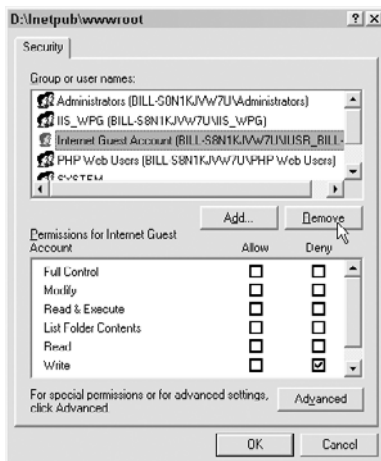 D:\Inetpub\wwwroot
Security
Group or user names:
Administrators (BILL-S8N1KJVW7U\Administrators)
IIS_WPG (BILL-S8N1KJVW7U\IIS_WPG)
Internet Guest Account (BILL-S8N1KJVW7U\IUSR_BILL-
PHP Web Users (BILL-S8N1KJVW7U\PHP Web Users)
SYSTEM
Add... Remove
Permissions for Internet Guest
Account Allow Deny
Full Control
Modify
Read & Execute
List Folder Contents
Read
Write
For special permissions or for advanced settings,
click Advanced. Advanced
OK Cancel